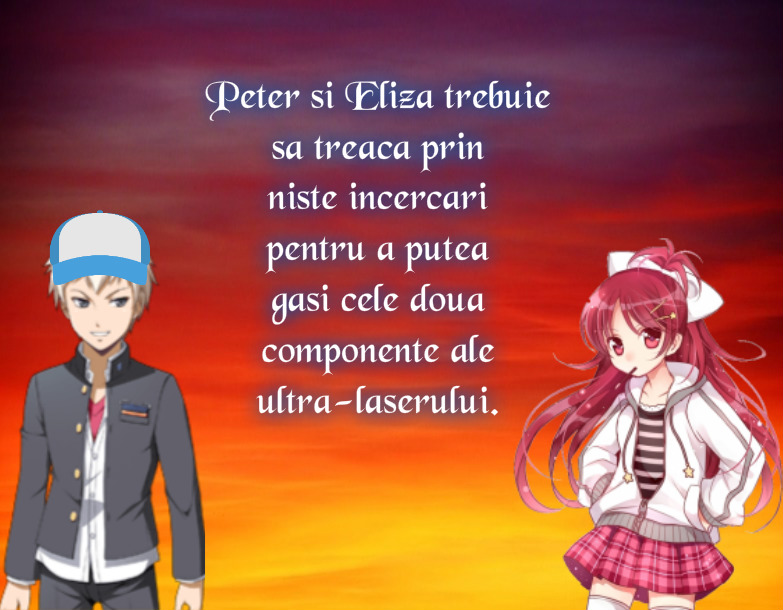 Peter si Eliza trebuie
sa treaca prin
niste incercari
pentru a putea
gasi cele doua
componente ale
ultra-laserului.